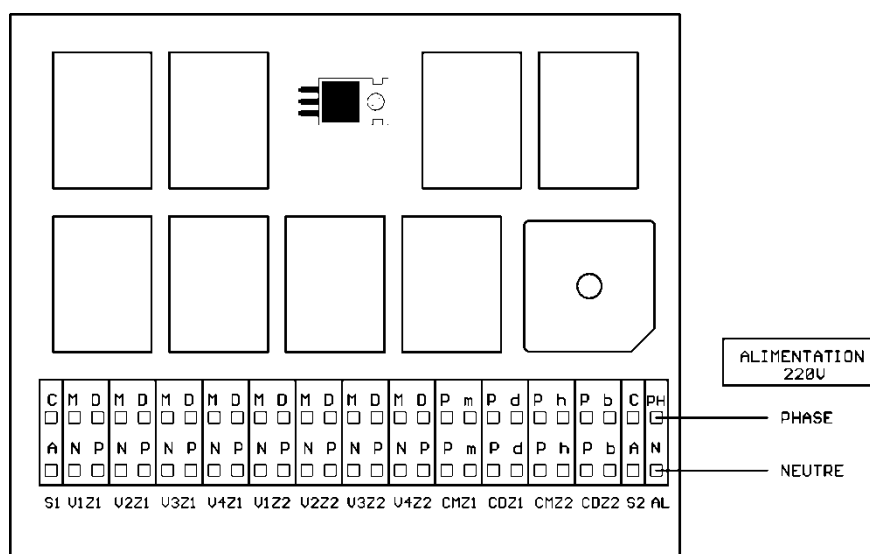 ALIMENTATION
220V
C M D M D M D M D M D M D M D M D P m P d P h P b C PH
PHASE
A N P N P N P N P N P N P N P N P P m P d P h P b A N
NEUTRE
S1 V1Z1 V2Z1 V3Z1 V4Z1 V1Z2 V2Z2 V3Z2 V4Z2 CMZ1 CDZ1 CMZ2 CDZ2 S2 AL